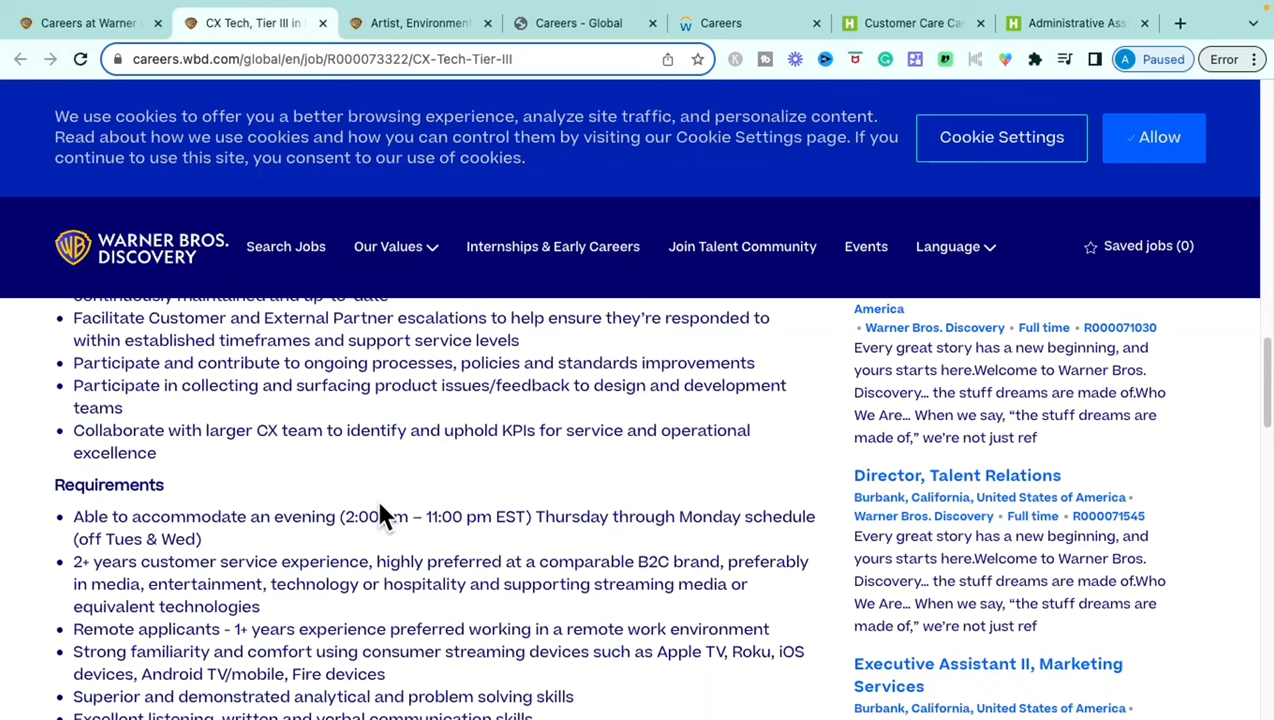 Careers at Warner
CX Tech, Tier III in
Artist, Environment
Careers - Global
Careers
Customer Care Ca
Administrative Ass
careers.wbd.com/global/en/job/R000073322/CX-Tech-Tier-III
A Paused
Error
We use cookies to offer you a better browsing experience, analyze site traffic, and personalize content.
Read about how we use cookies and how you can control them by visiting our Cookie Settings page. If you
continue to use this site, you consent to our use of cookies.
Cookie Settings
Allow
WARNER BROS.
DISCOVERY
Search Jobs
Our Values
Internships & Early Careers
Join Talent Community
Events
Language
Saved jobs (0)
continuously maintained and up-to-date
• Facilitate Customer and External Partner escalations to help ensure they're responded to
within established timeframes and support service levels
• Participate and contribute to ongoing processes, policies and standards improvements
• Participate in collecting and surfacing product issues/feedback to design and development
teams
• Collaborate with larger CX team to identify and uphold KPIs for service and operational
excellence
Requirements
• Able to accommodate an evening (2:00 m – 11:00 pm EST) Thursday through Monday schedule
(off Tues & Wed)
• 2+ years customer service experience, highly preferred at a comparable B2C brand, preferably
in media, entertainment, technology or hospitality and supporting streaming media or
equivalent technologies
• Remote applicants - 1+ years experience preferred working in a remote work environment
• Strong familiarity and comfort using consumer streaming devices such as Apple TV, Roku, iOS
devices, Android TV/mobile, Fire devices
• Superior and demonstrated analytical and problem solving skills
• Excellent listening, written and verbal communication skills
America
• Warner Bros. Discovery • Full time • R000071030
Every great story has a new beginning, and
yours starts here.Welcome to Warner Bros.
Discovery… the stuff dreams are made of.Who
We Are… When we say, “the stuff dreams are
made of,” we're not just ref
Director, Talent Relations
Burbank, California, United States of America •
Warner Bros. Discovery • Full time • R000071545
Every great story has a new beginning, and
yours starts here.Welcome to Warner Bros.
Discovery… the stuff dreams are made of.Who
We Are… When we say, “the stuff dreams are
made of,” we're not just ref
Executive Assistant II, Marketing
Services
Burbank, California, United States of America •